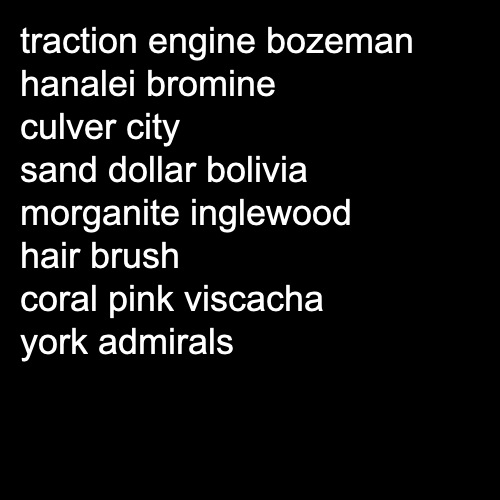 traction engine bozeman
hanalei bromine
culver city
sand dollar bolivia
morganite inglewood
hair brush
coral pink viscacha
york admirals